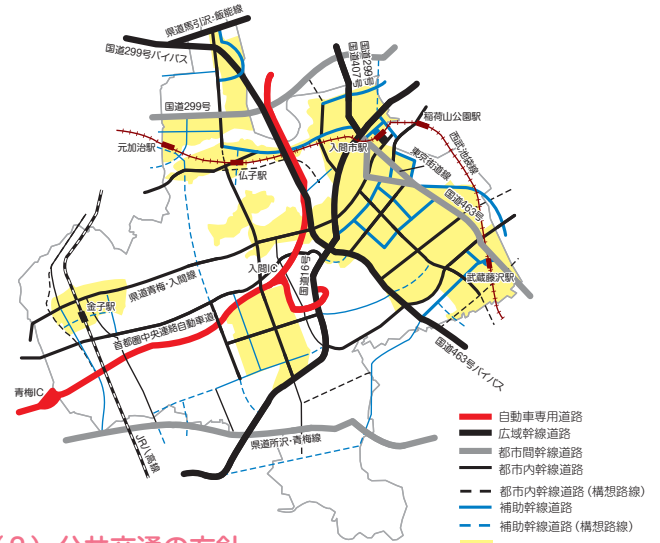 県道馬引沢・飯能線
国道299号バイパス
国道299号
国道407号
国道299号
稲荷山公園駅
元加治駅
入間市駅
西武池袋線
東京街道線
仏子駅
国道463号
入間IC
国道16号
武蔵藤沢駅
県道青梅・入間線
金子駅
首都圏中央連絡自動車道
国道463号バイパス
青梅IC
JR八高線
県道所沢・青梅線
自動車専用道路
広域幹線道路
都市間幹線道路
都市内幹線道路
都市内幹線道路(構想路線)
補助幹線道路
補助幹線道路(構想路線)